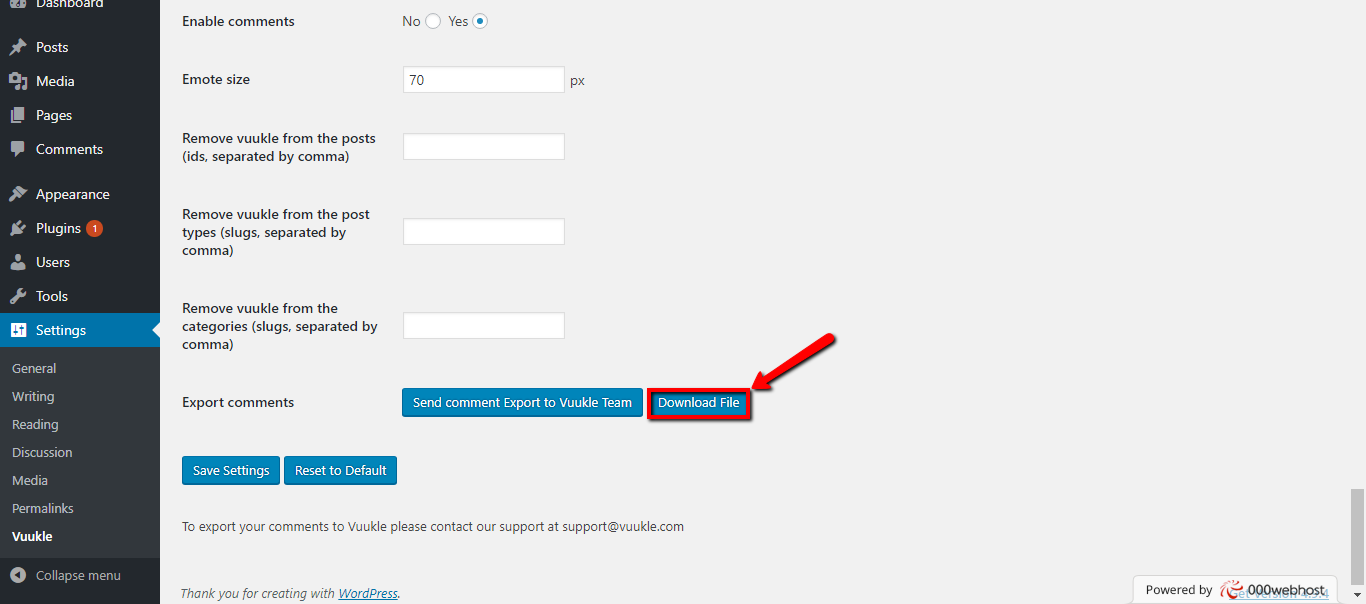 Dashboard
Posts
Media
Pages
Comments
Appearance
Plugins 1
Users
Tools
Settings
General
Writing
Reading
Discussion
Media
Permalinks
Vuukle
Collapse menu
Enable comments No Yes
Emote size 70 px
Remove vuukle from the posts
(ids, separated by comma)
Remove vuukle from the post
types (slugs, separated by
comma)
Remove vuukle from the
categories (slugs, separated by
comma)
Export comments Send comment Export to Vuukle Team Download File
Save Settings Reset to Default
To export your comments to Vuukle please contact our support at support@vuukle.com
Thank you for creating with WordPress.
Powered by 000webhost